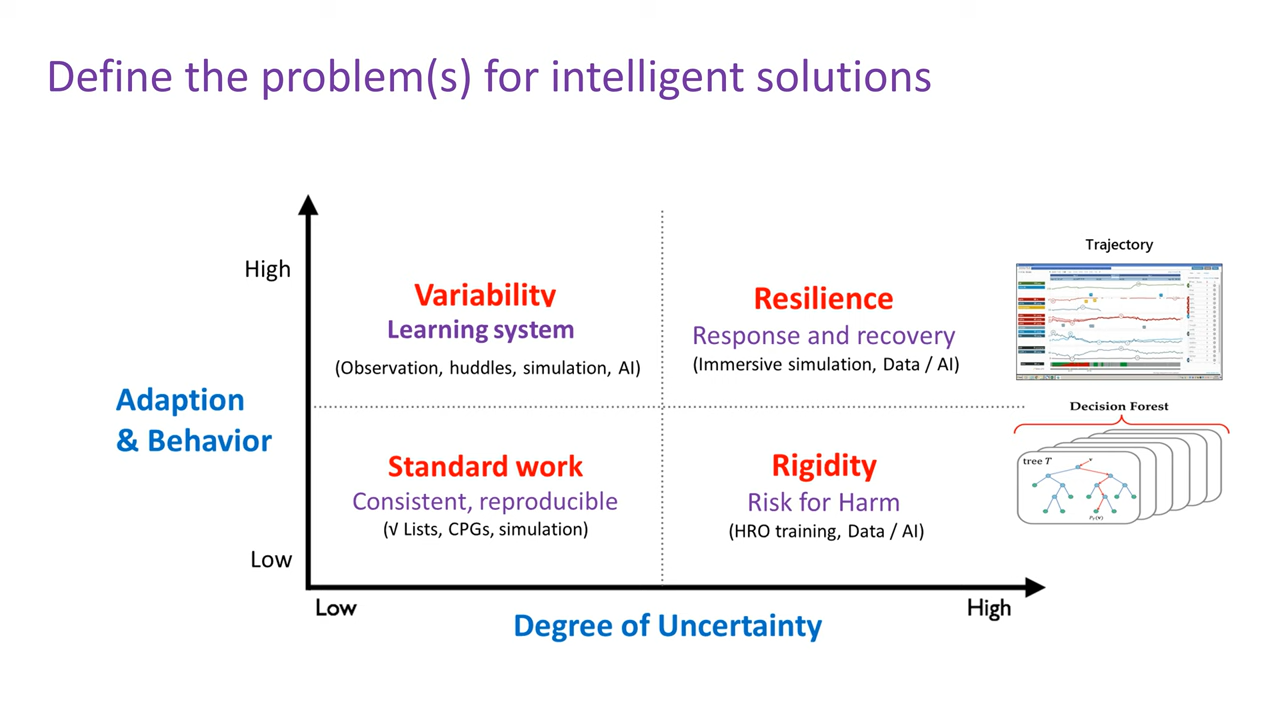 Define the problem(s) for intelligent solutions
High
Low
Adaption
& Behavior
Variability
Learning system
(Observation, huddles, simulation, AI)
Resilience
Response and recovery
(Immersive simulation, Data / AI)
Standard work
Consistent, reproducible
(V Lists, CPGs, simulation)
Rigidity
Risk for Harm
(HRO training, Data / AI)
Low
High
Degree of Uncertainty
Trajectory
Decision Forest
tree T